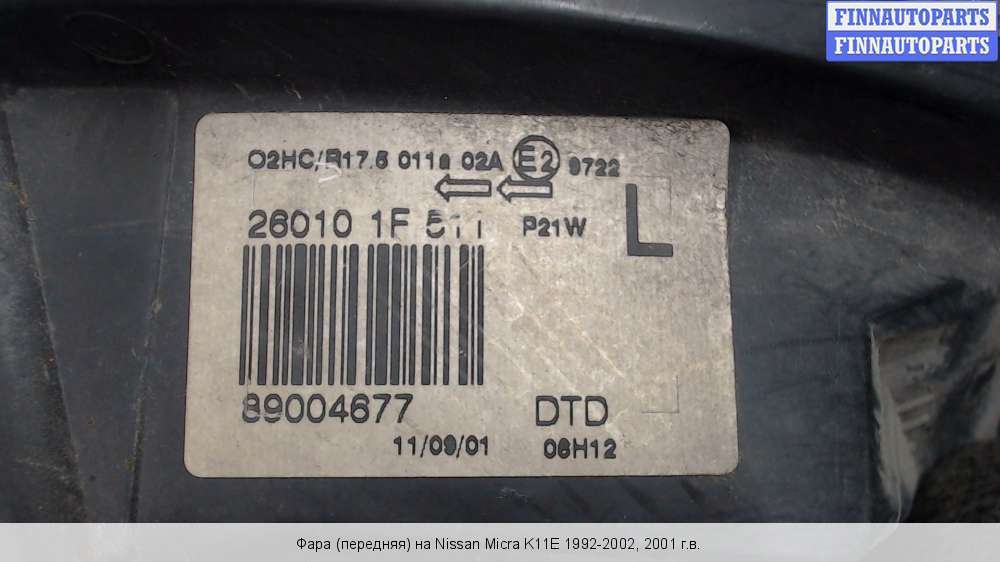 FINNAUTOPARTS
FINNAUTOPARTS
02HC/R17.5 011a 02A E2 9722
26010 1F 511 P21W L
89004677 DTD
11/09/01 06H12
Фара (передняя) на Nissan Micra K11E 1992-2002, 2001 г.в.